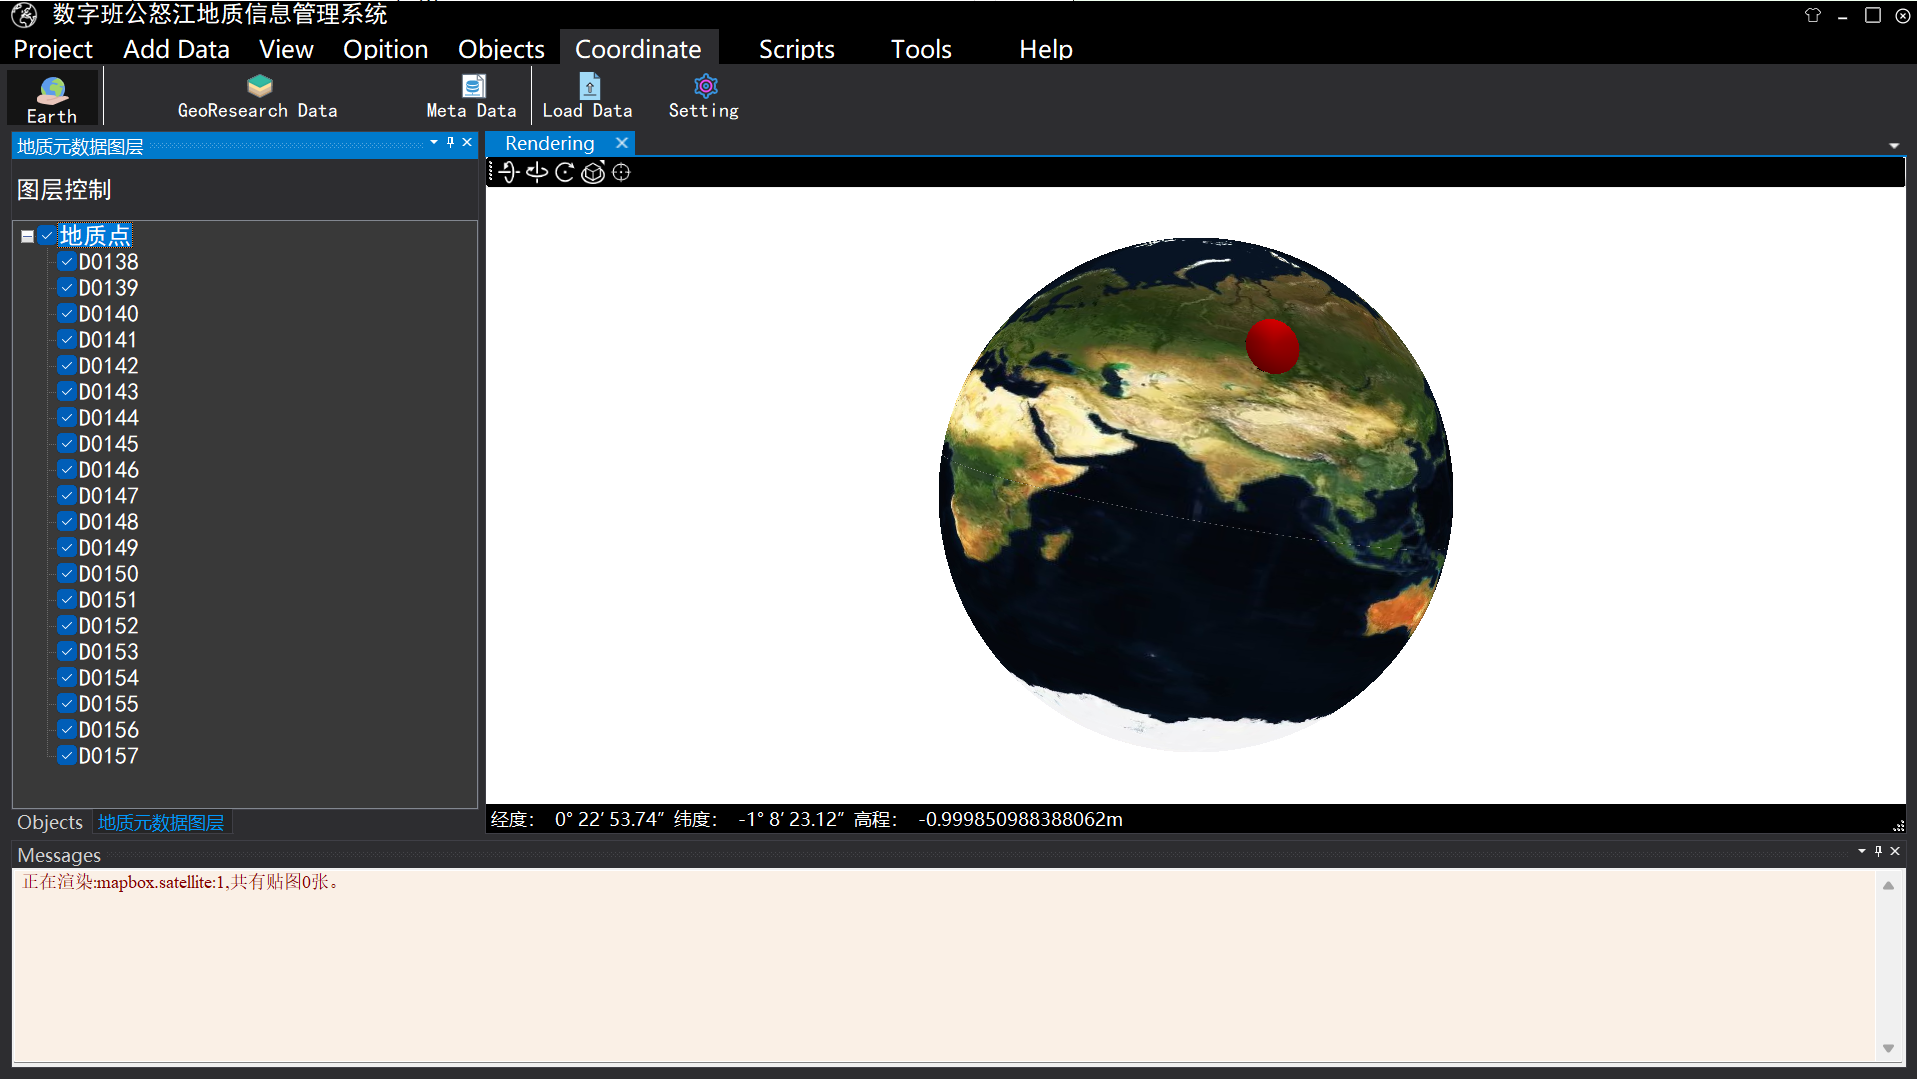 数字班公怒江地质信息管理系统
Project Add Data View Opition Objects Coordinate Scripts Tools Help
Earth GeoResearch Data Meta Data Load Data Setting
地质元数据图层
图层控制
地质点
D0138
D0139
D0140
D0141
D0142
D0143
D0144
D0145
D0146
D0147
D0148
D0149
D0150
D0151
D0152
D0153
D0154
D0155
D0156
D0157
Objects 地质元数据图层
Rendering
经度： 0° 22′ 53.74″ 纬度： -1° 8′ 23.12″ 高程： -0.999850988388062m
Messages
正在渲染:mapbox.satellite:1,共有贴图0张。